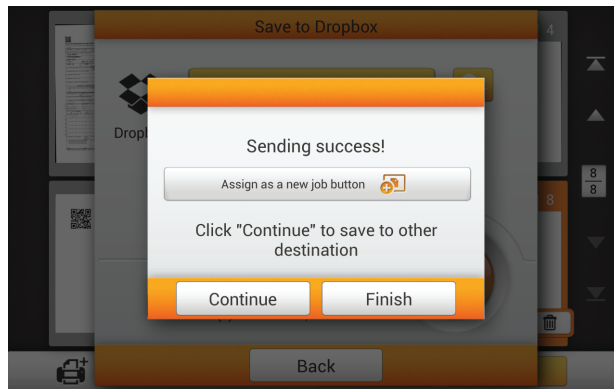 Save to Dropbox
4
Sending success!
Assign as a new job button
Click "Continue" to save to other
destination
8
8
8
Continue
Finish
Back